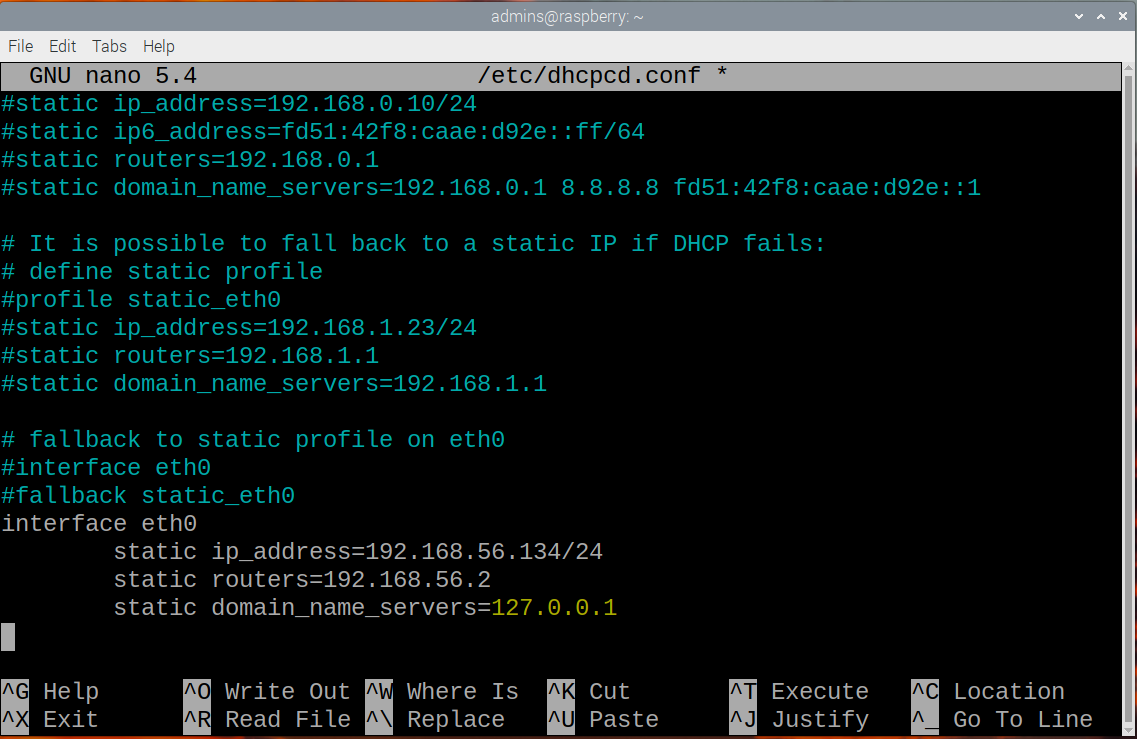 admins@raspberry: ~
File Edit Tabs Help
GNU nano 5.4 /etc/dhcpcd.conf *
#static ip_address=192.168.0.10/24
#static ip6_address=fd51:42f8:caae:d92e::ff/64
#static routers=192.168.0.1
#static domain_name_servers=192.168.0.1 8.8.8.8 fd51:42f8:caae:d92e::1
# It is possible to fall back to a static IP if DHCP fails:
# define static profile
#profile static_eth0
#static ip_address=192.168.1.23/24
#static routers=192.168.1.1
#static domain_name_servers=192.168.1.1
# fallback to static profile on eth0
#interface eth0
#fallback static_eth0
interface eth0
static ip_address=192.168.56.134/24
static routers=192.168.56.2
static domain_name_servers=127.0.0.1
^G Help ^O Write Out ^W Where Is ^K Cut ^T Execute ^C Location
^X Exit ^R Read File ^\ Replace ^U Paste ^J Justify ^_ Go To Line